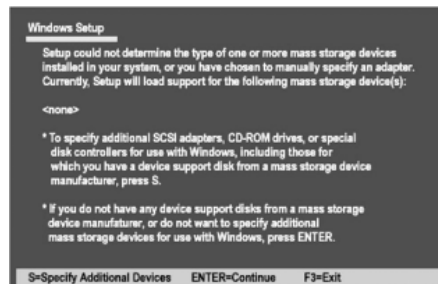 Windows Setup
Setup could not determine the type of one or more mass storage devices
installed in your system, or you have chosen to manually specify an adapter.
Currently, Setup will load support for the following mass storage device(s):
<none>
* To specify additional SCSI adapters, CD-ROM drives, or special
disk controllers for use with Windows, including those for
which you have a device support disk from a mass storage device
manufacturer, press S.
* If you do not have any device support disks from a mass storage
device manufaturer, or do not want to specify additional
mass storage devices for use with Windows, press ENTER.
S=Specify Additional Devices ENTER=Continue F3=Exit